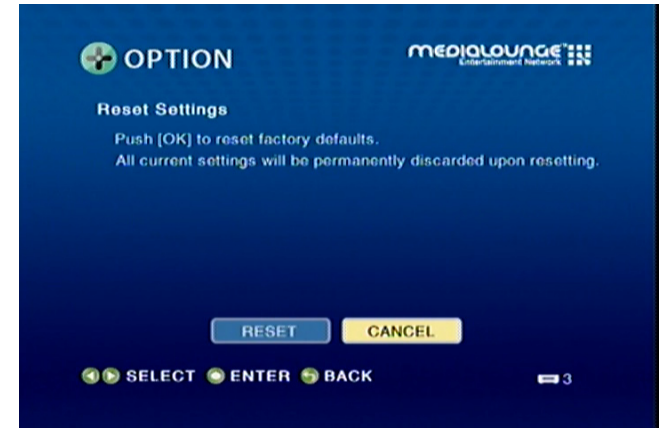 OPTION
MEDIALOUNGE™
Entertainment Network
Reset Settings
Push [OK] to reset factory defaults.
All current settings will be permanently discarded upon resetting.
RESET CANCEL
SELECT ENTER BACK
3